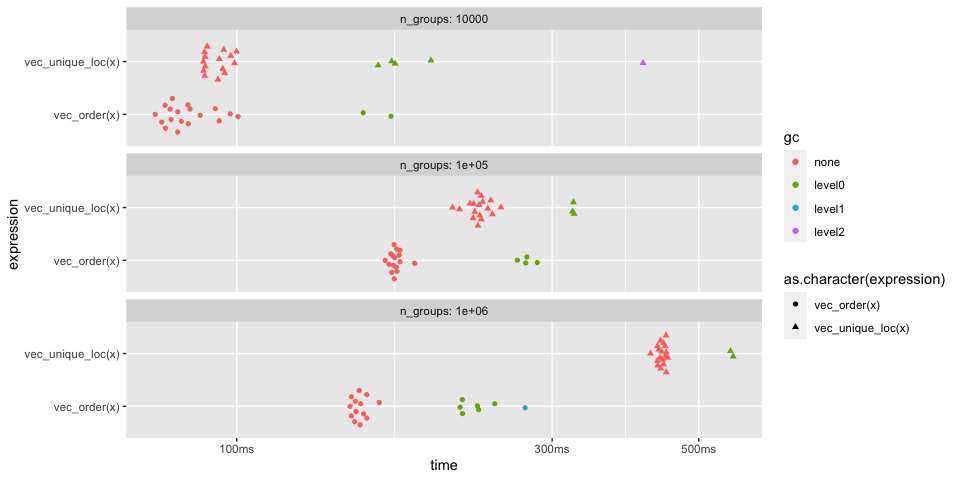 n_groups: 10000
vec_unique_loc(x)
vec_order(x)
n_groups: 1e+05
vec_unique_loc(x)
vec_order(x)
n_groups: 1e+06
vec_unique_loc(x)
vec_order(x)
100ms
300ms
500ms
time
expression
gc
none
level0
level1
level2
as.character(expression)
vec_order(x)
vec_unique_loc(x)